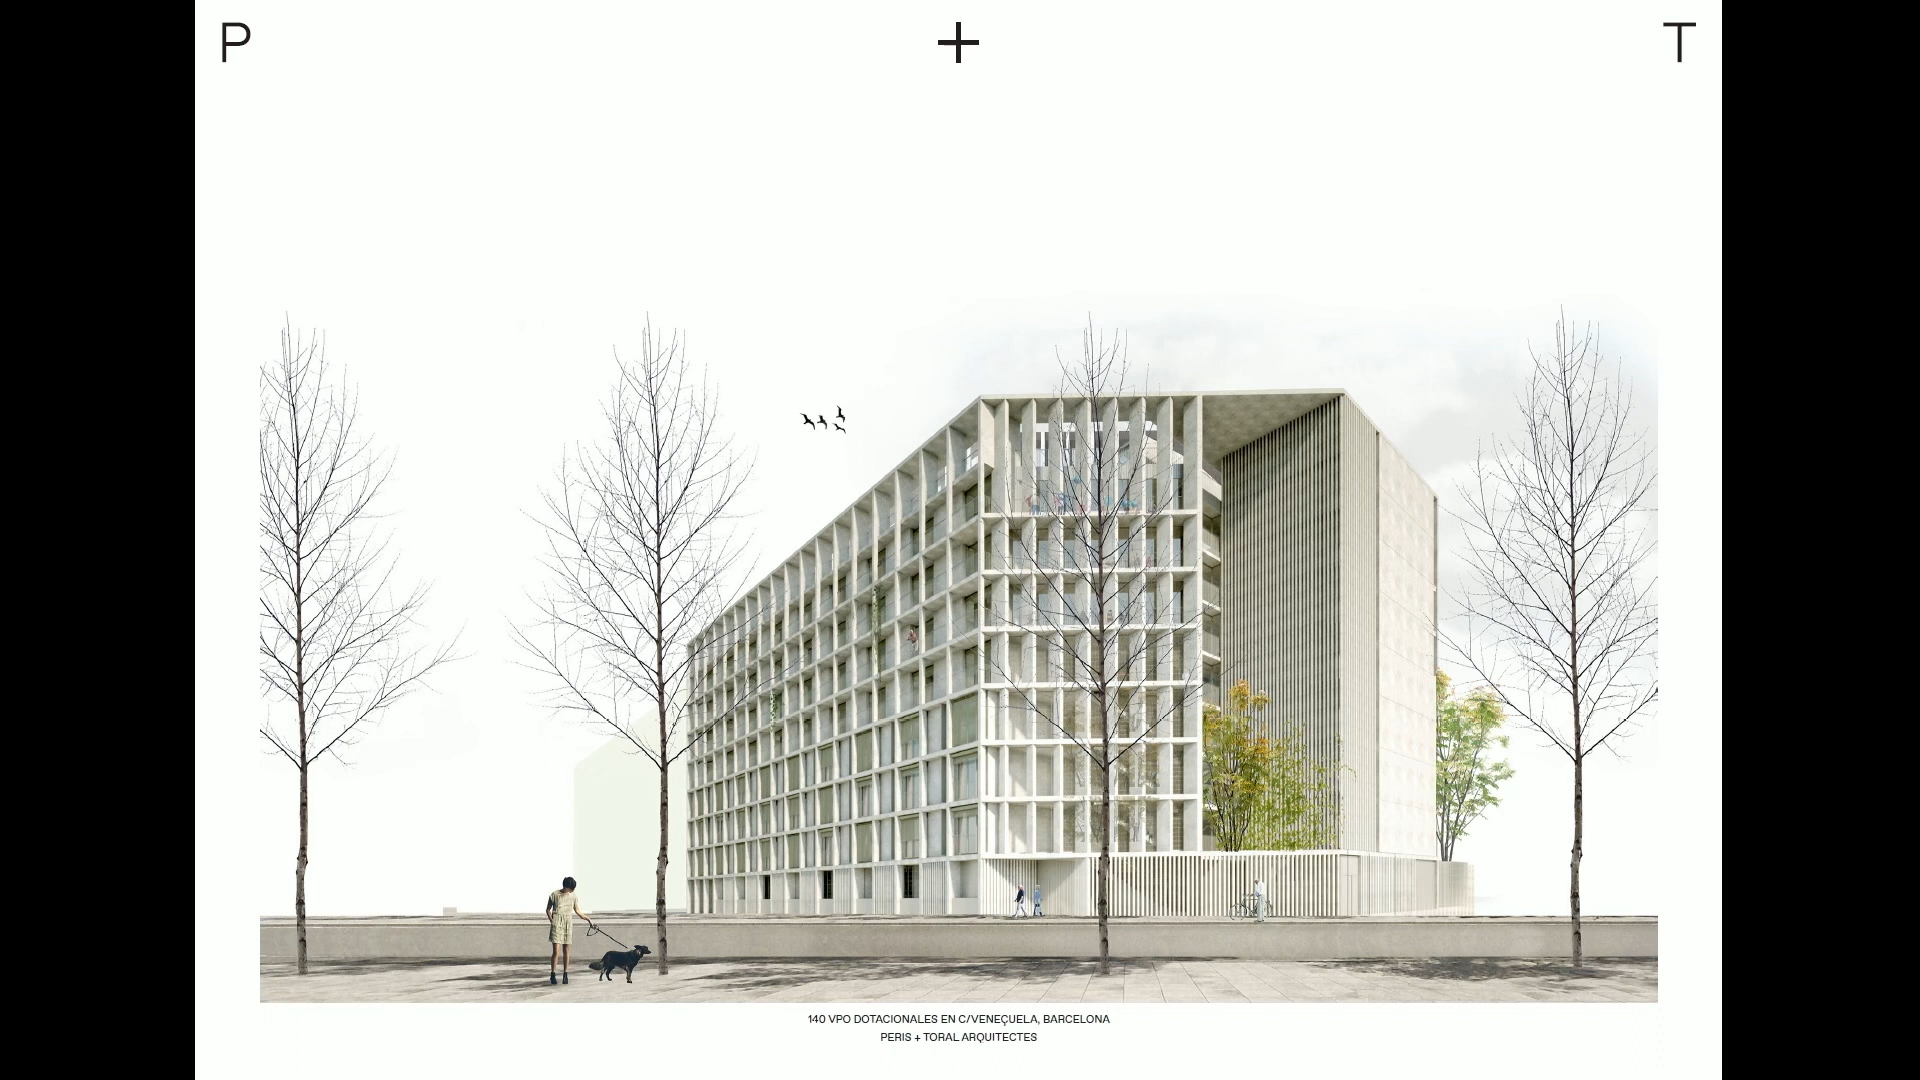 P + T
140 VPO DOTACIONALES EN C/VENEÇUELA, BARCELONA
PERIS + TORAL ARQUITECTES